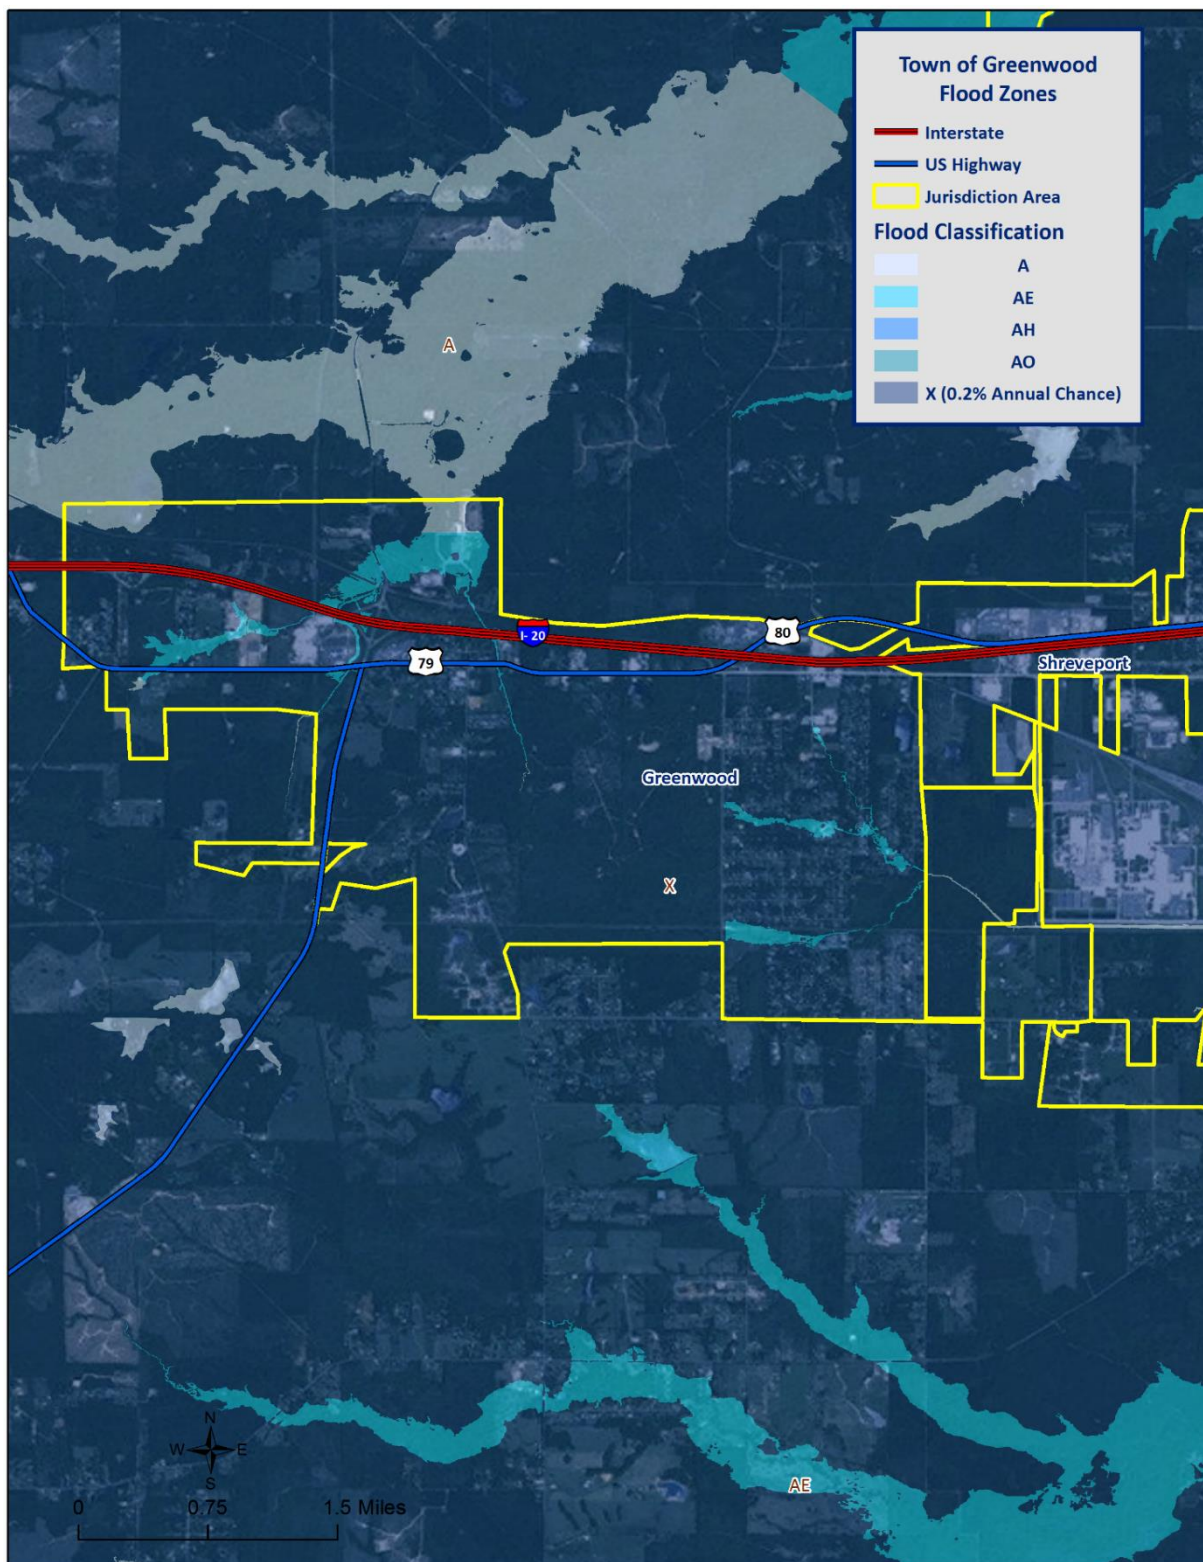 Town of Greenwood
Flood Zones
Interstate
US Highway
Jurisdiction Area
Flood Classification
A
AE
AH
AO
X (0.2% Annual Chance)
A
I- 20
80
79
Shreveport
Greenwood
X
AE
N
W E
S
0 0.75 1.5 Miles